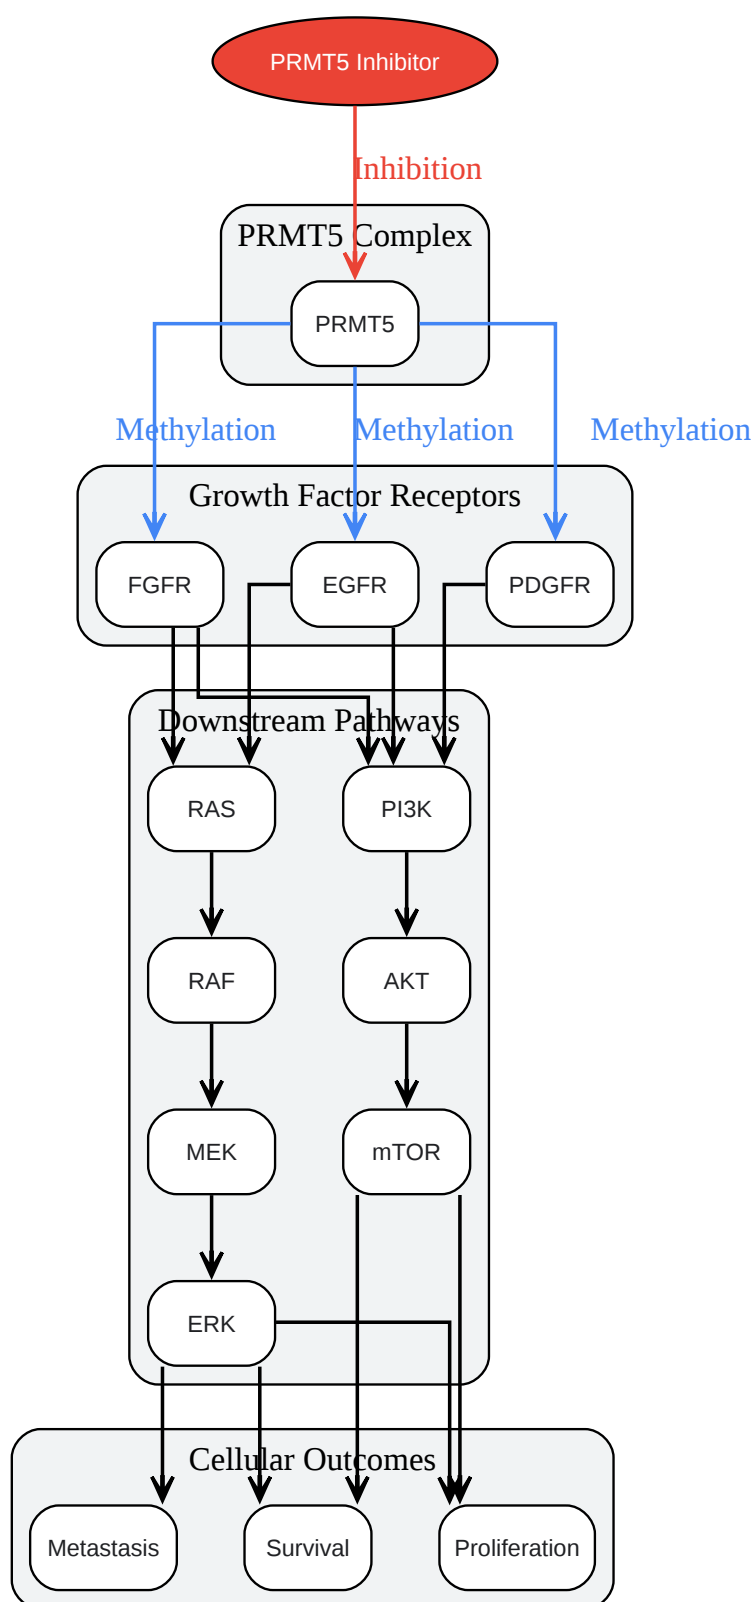 PRMT5 Inhibitor
Inhibition
PRMT5 Complex
PRMT5
Methylation
Methylation
Methylation
Growth Factor Receptors
FGFR
EGFR
PDGFR
Downstream Pathways
RAS
PI3K
RAF
AKT
MEK
mTOR
ERK
Cellular Outcomes
Metastasis
Survival
Proliferation